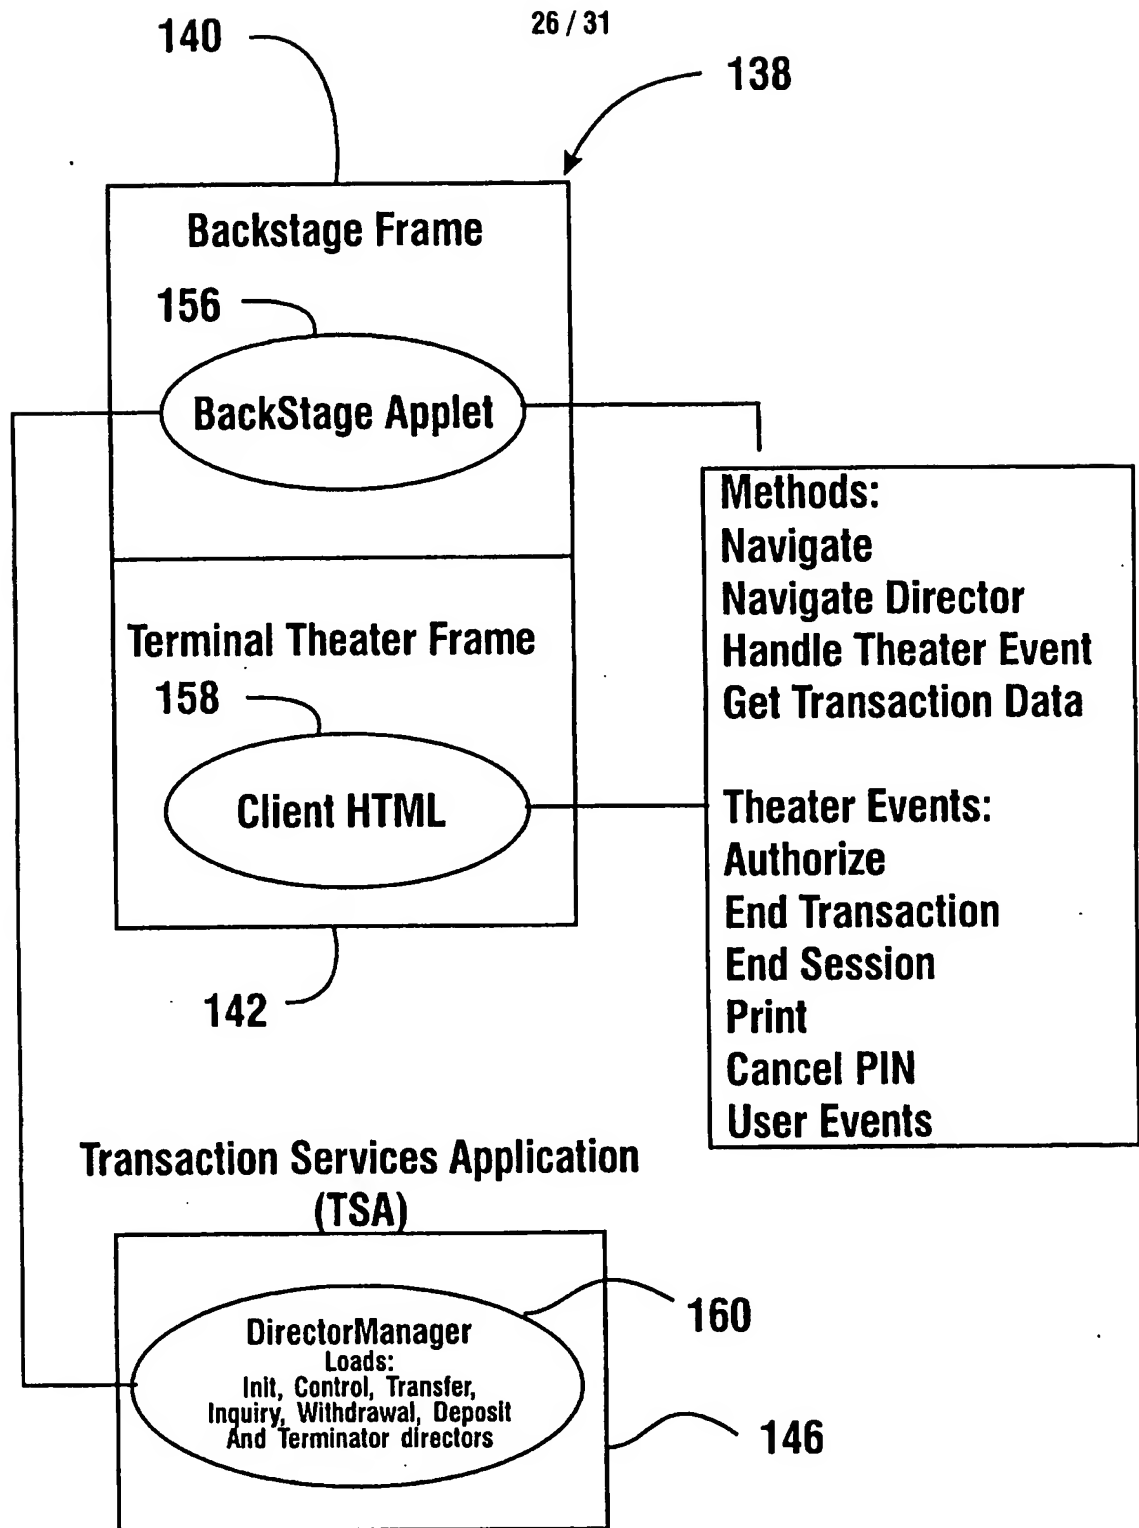 26 / 31
140
138
Backstage Frame
156
BackStage Applet
Methods:
Navigate
Navigate Director
Handle Theater Event
Get Transaction Data
Theater Events:
Authorize
End Transaction
End Session
Print
Cancel PIN
User Events
Terminal Theater Frame
158
Client HTML
142
Transaction Services Application
(TSA)
DirectorManager
Loads:
Init, Control, Transfer,
Inquiry, Withdrawal, Deposit
And Terminator directors
160
146